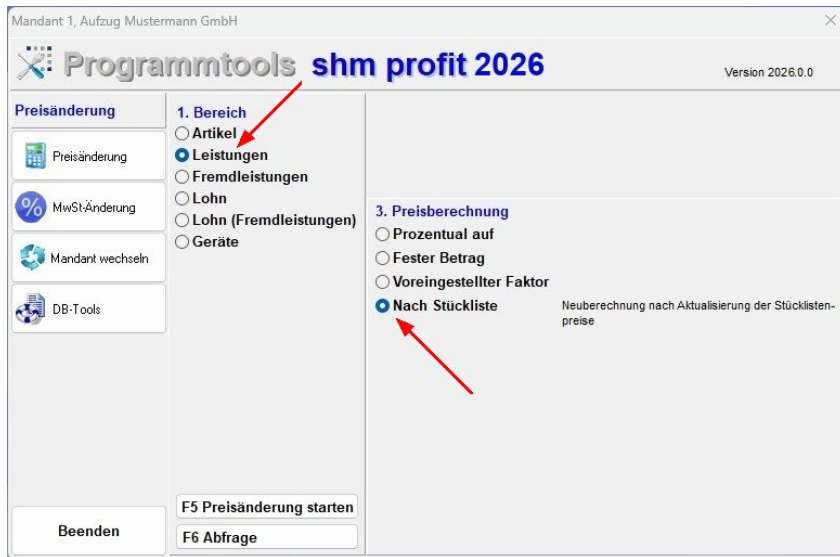 Mandant 1, Aufzug Mustermann GmbH
Programmtools shm profit 2026
Version 2026.0.0
Preisänderung
Preisänderung
MwSt-Änderung
Mandant wechseln
DB-Tools
Beenden
1. Bereich
Artikel
Leistungen
Fremdleistungen
Lohn
Lohn (Fremdleistungen)
Geräte
F5 Preisänderung starten
F6 Abfrage
3. Preisberechnung
Prozentual auf
Fester Betrag
Voreingestellter Faktor
Nach Stückliste
Neuberechnung nach Aktualisierung der Stücklisten-
preise